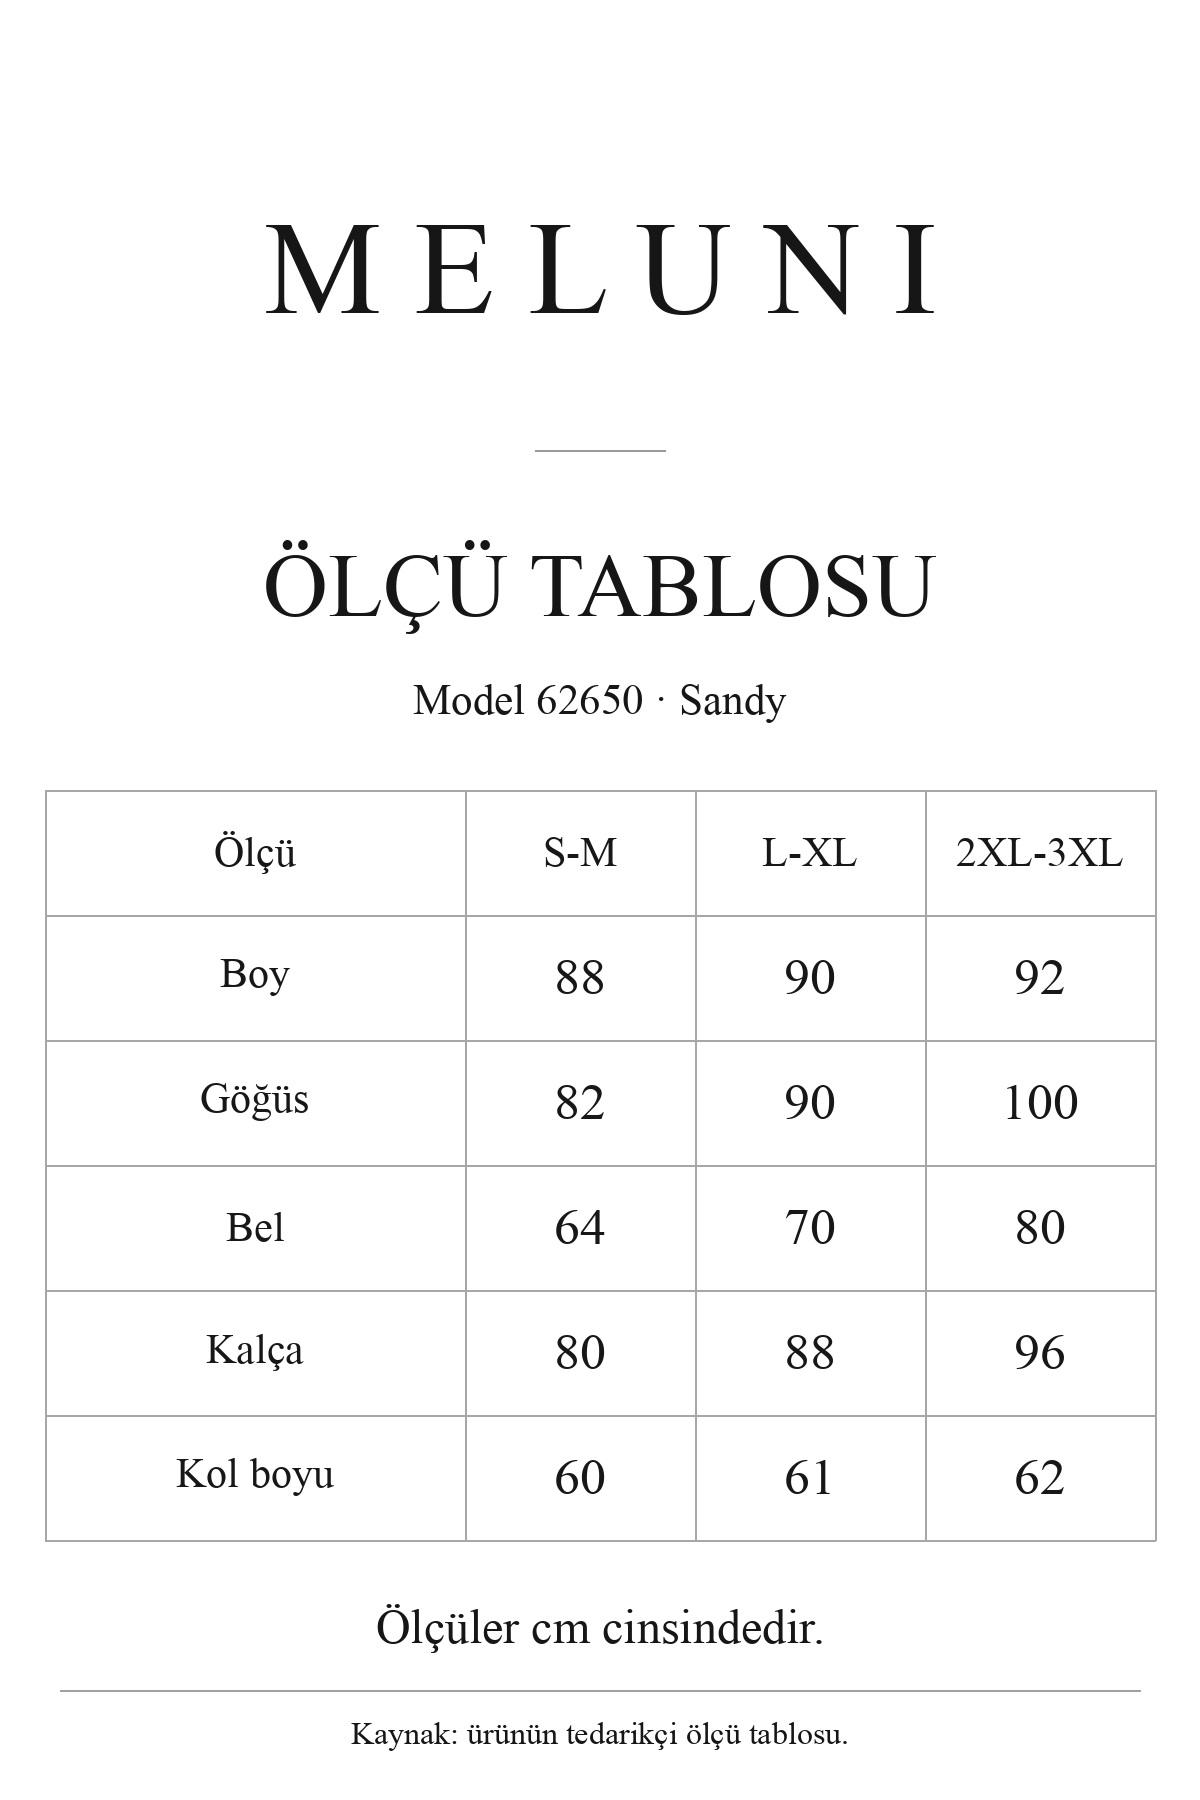 MELUNI
ÖLÇÜ TABLOSU
Model 62650 · Sandy
Ölçü S-M L-XL 2XL-3XL
Boy 88 90 92
Göğüs 82 90 100
Bel 64 70 80
Kalça 80 88 96
Kol boyu 60 61 62
Ölçüler cm cinsindedir.
Kaynak: ürünün tedarikçi ölçü tablosu.